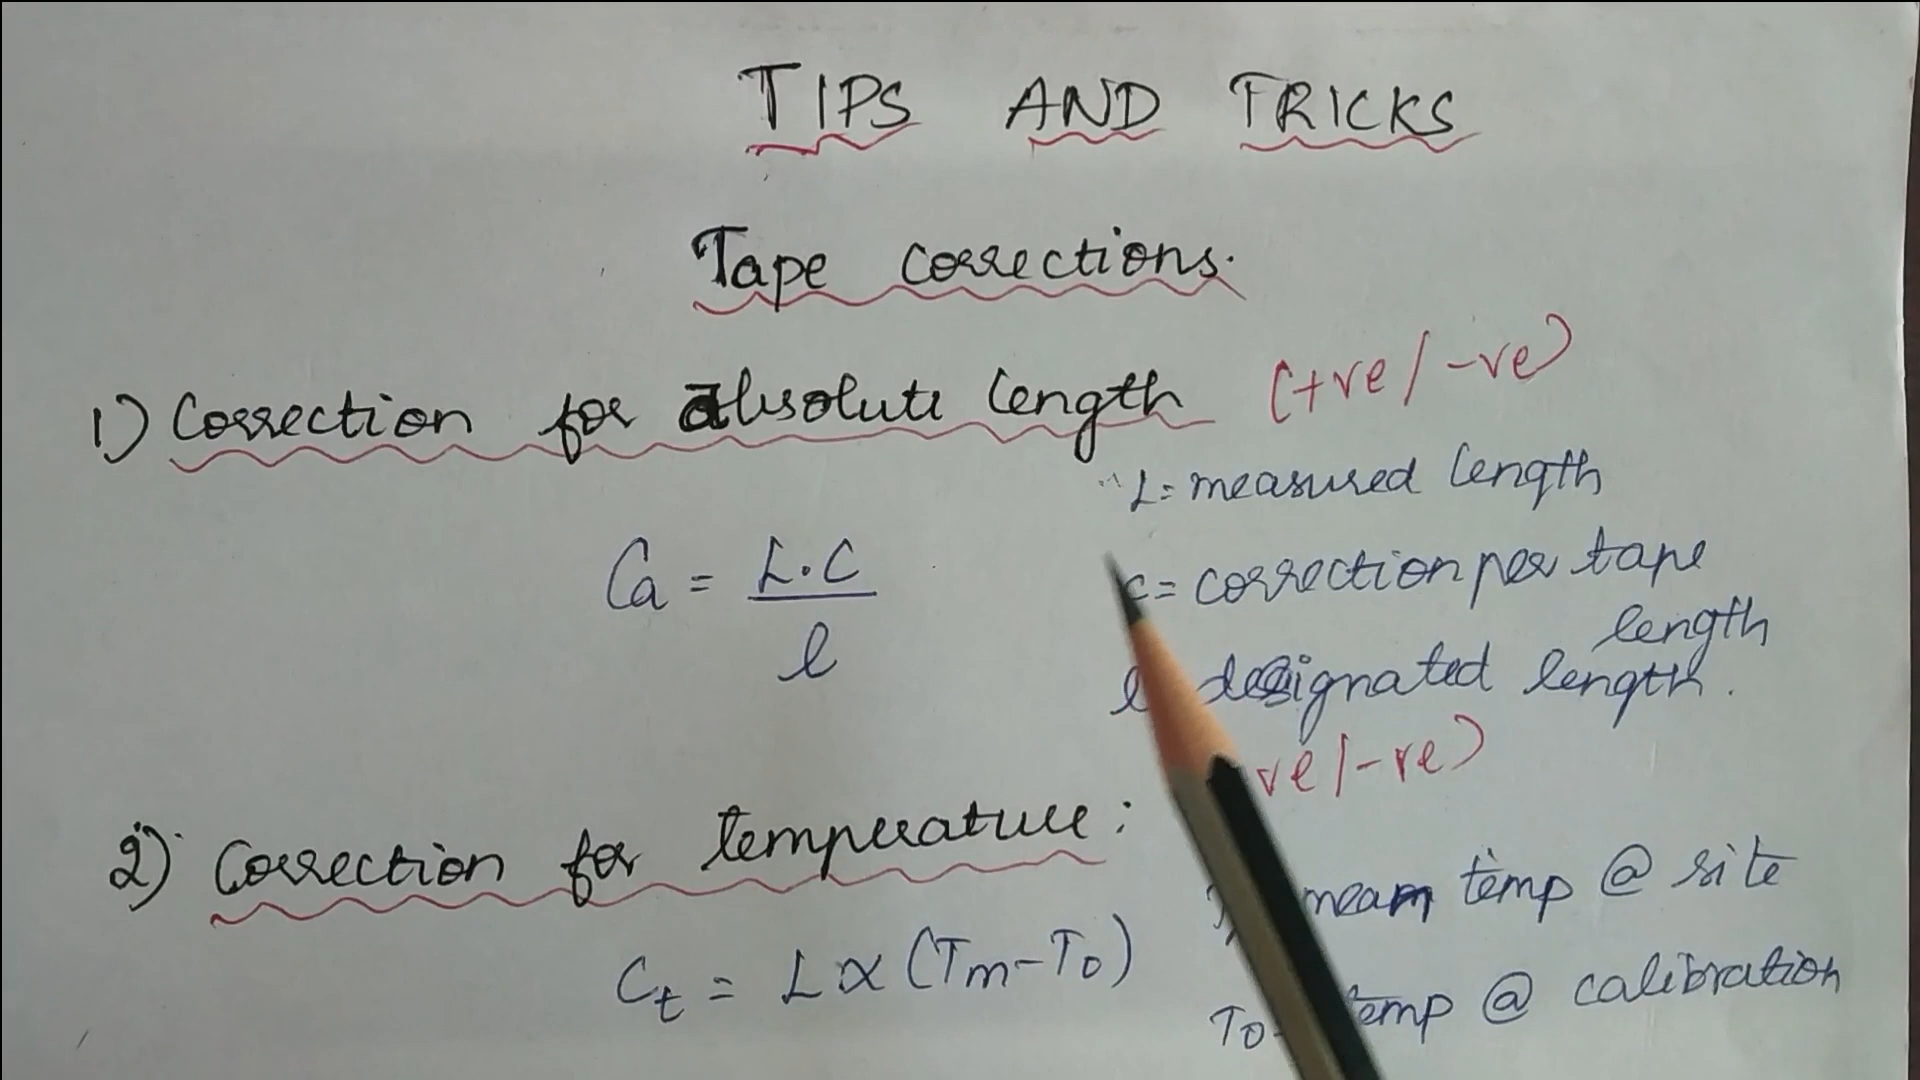 TIPS AND TRICKS
Tape corrections.
1) Correction for absolute length (+ve/-ve)
L= measured length
Ca = L.C / l
c= correction per tape length
l designated length.
ve/-ve)
2) Correction for temperature:
mean temp @ site
Ct = L α (Tm-To)
To- temp @ calibration